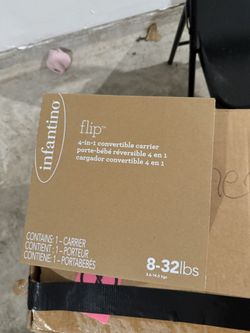 infantino
flip™
4-in-1 convertible carrier
porte-bébé réversible 4 en 1
cargador convertible 4 en 1
CONTAINS: 1 - CARRIER
CONTIENT : 1 - PORTEUR
CONTIENE: 1 - PORTABEBÉS
8-32lbs